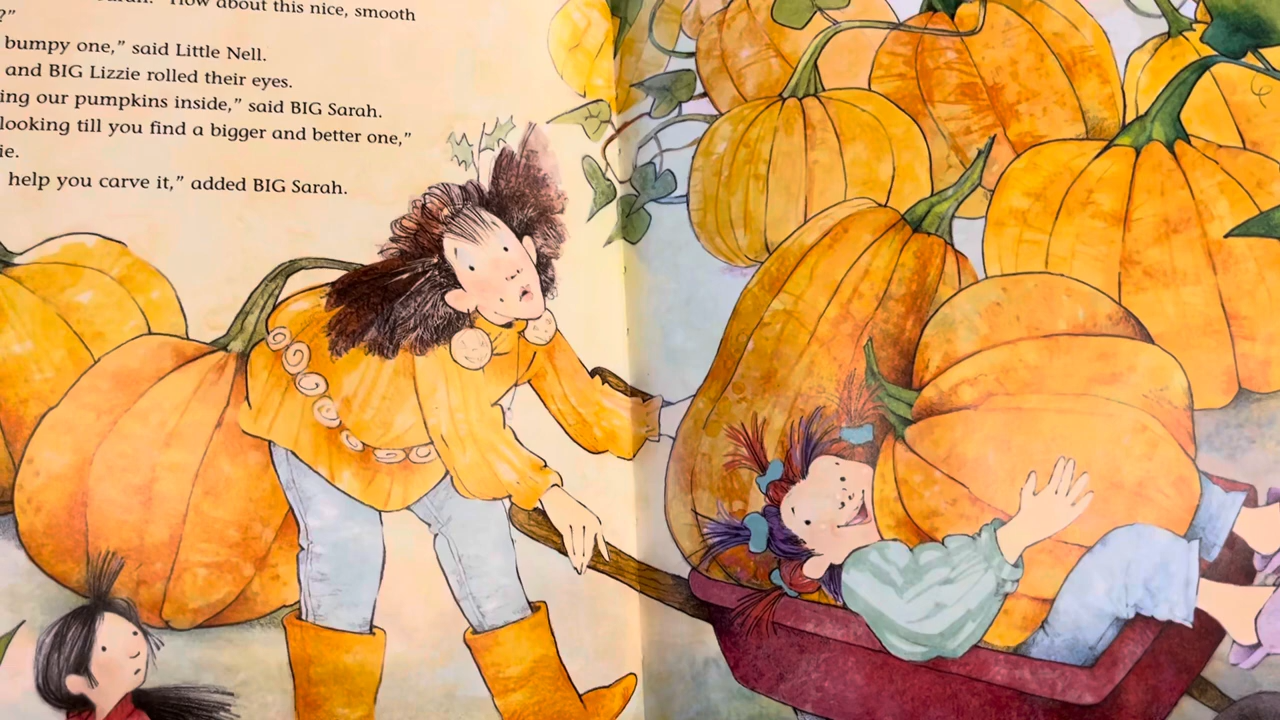 Sarah. "How about this nice, smooth
?"
bumpy one," said Little Nell.
and BIG Lizzie rolled their eyes.
ing our pumpkins inside," said BIG Sarah.
looking till you find a bigger and better one,"
ie.
help you carve it," added BIG Sarah.